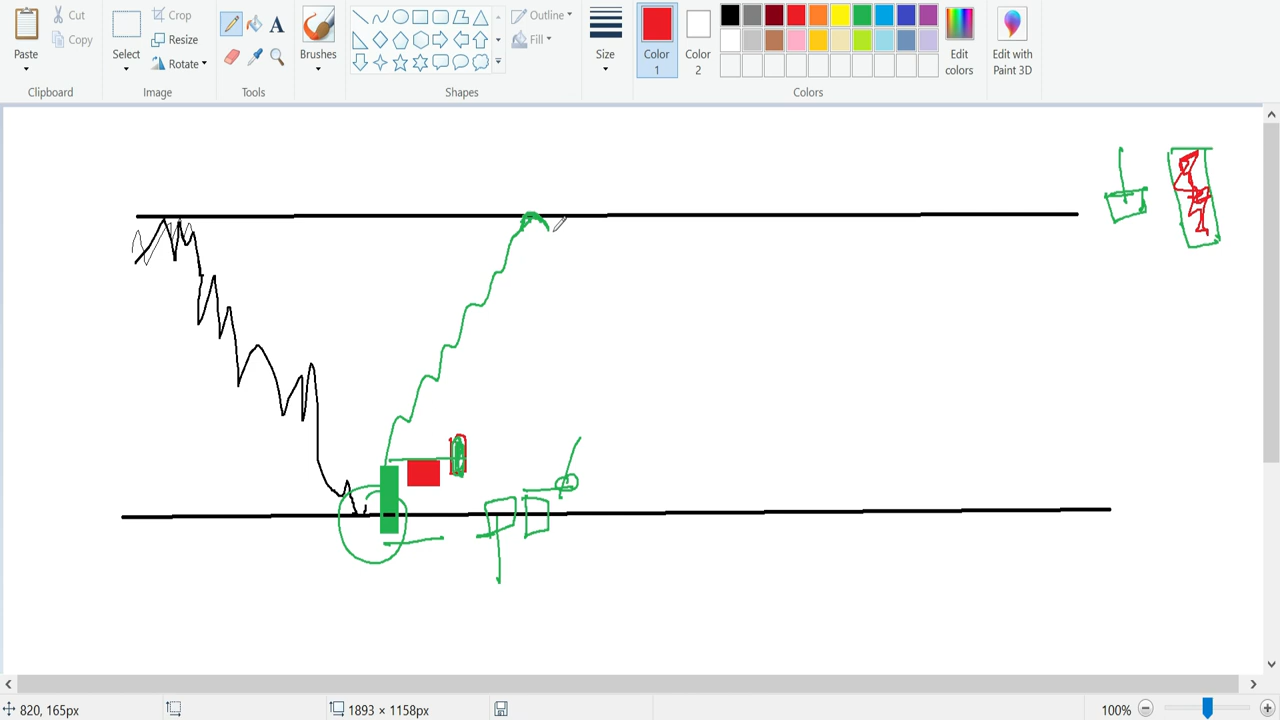 Paste
Cut
Copy
Clipboard
Select
Crop
Resize
Rotate
Image
A
Tools
Brushes
Outline
Fill
Shapes
Size
Color
1
Color
2
Edit
colors
Edit with
Paint 3D
Colors
820, 165px
1893 × 1158px
100%